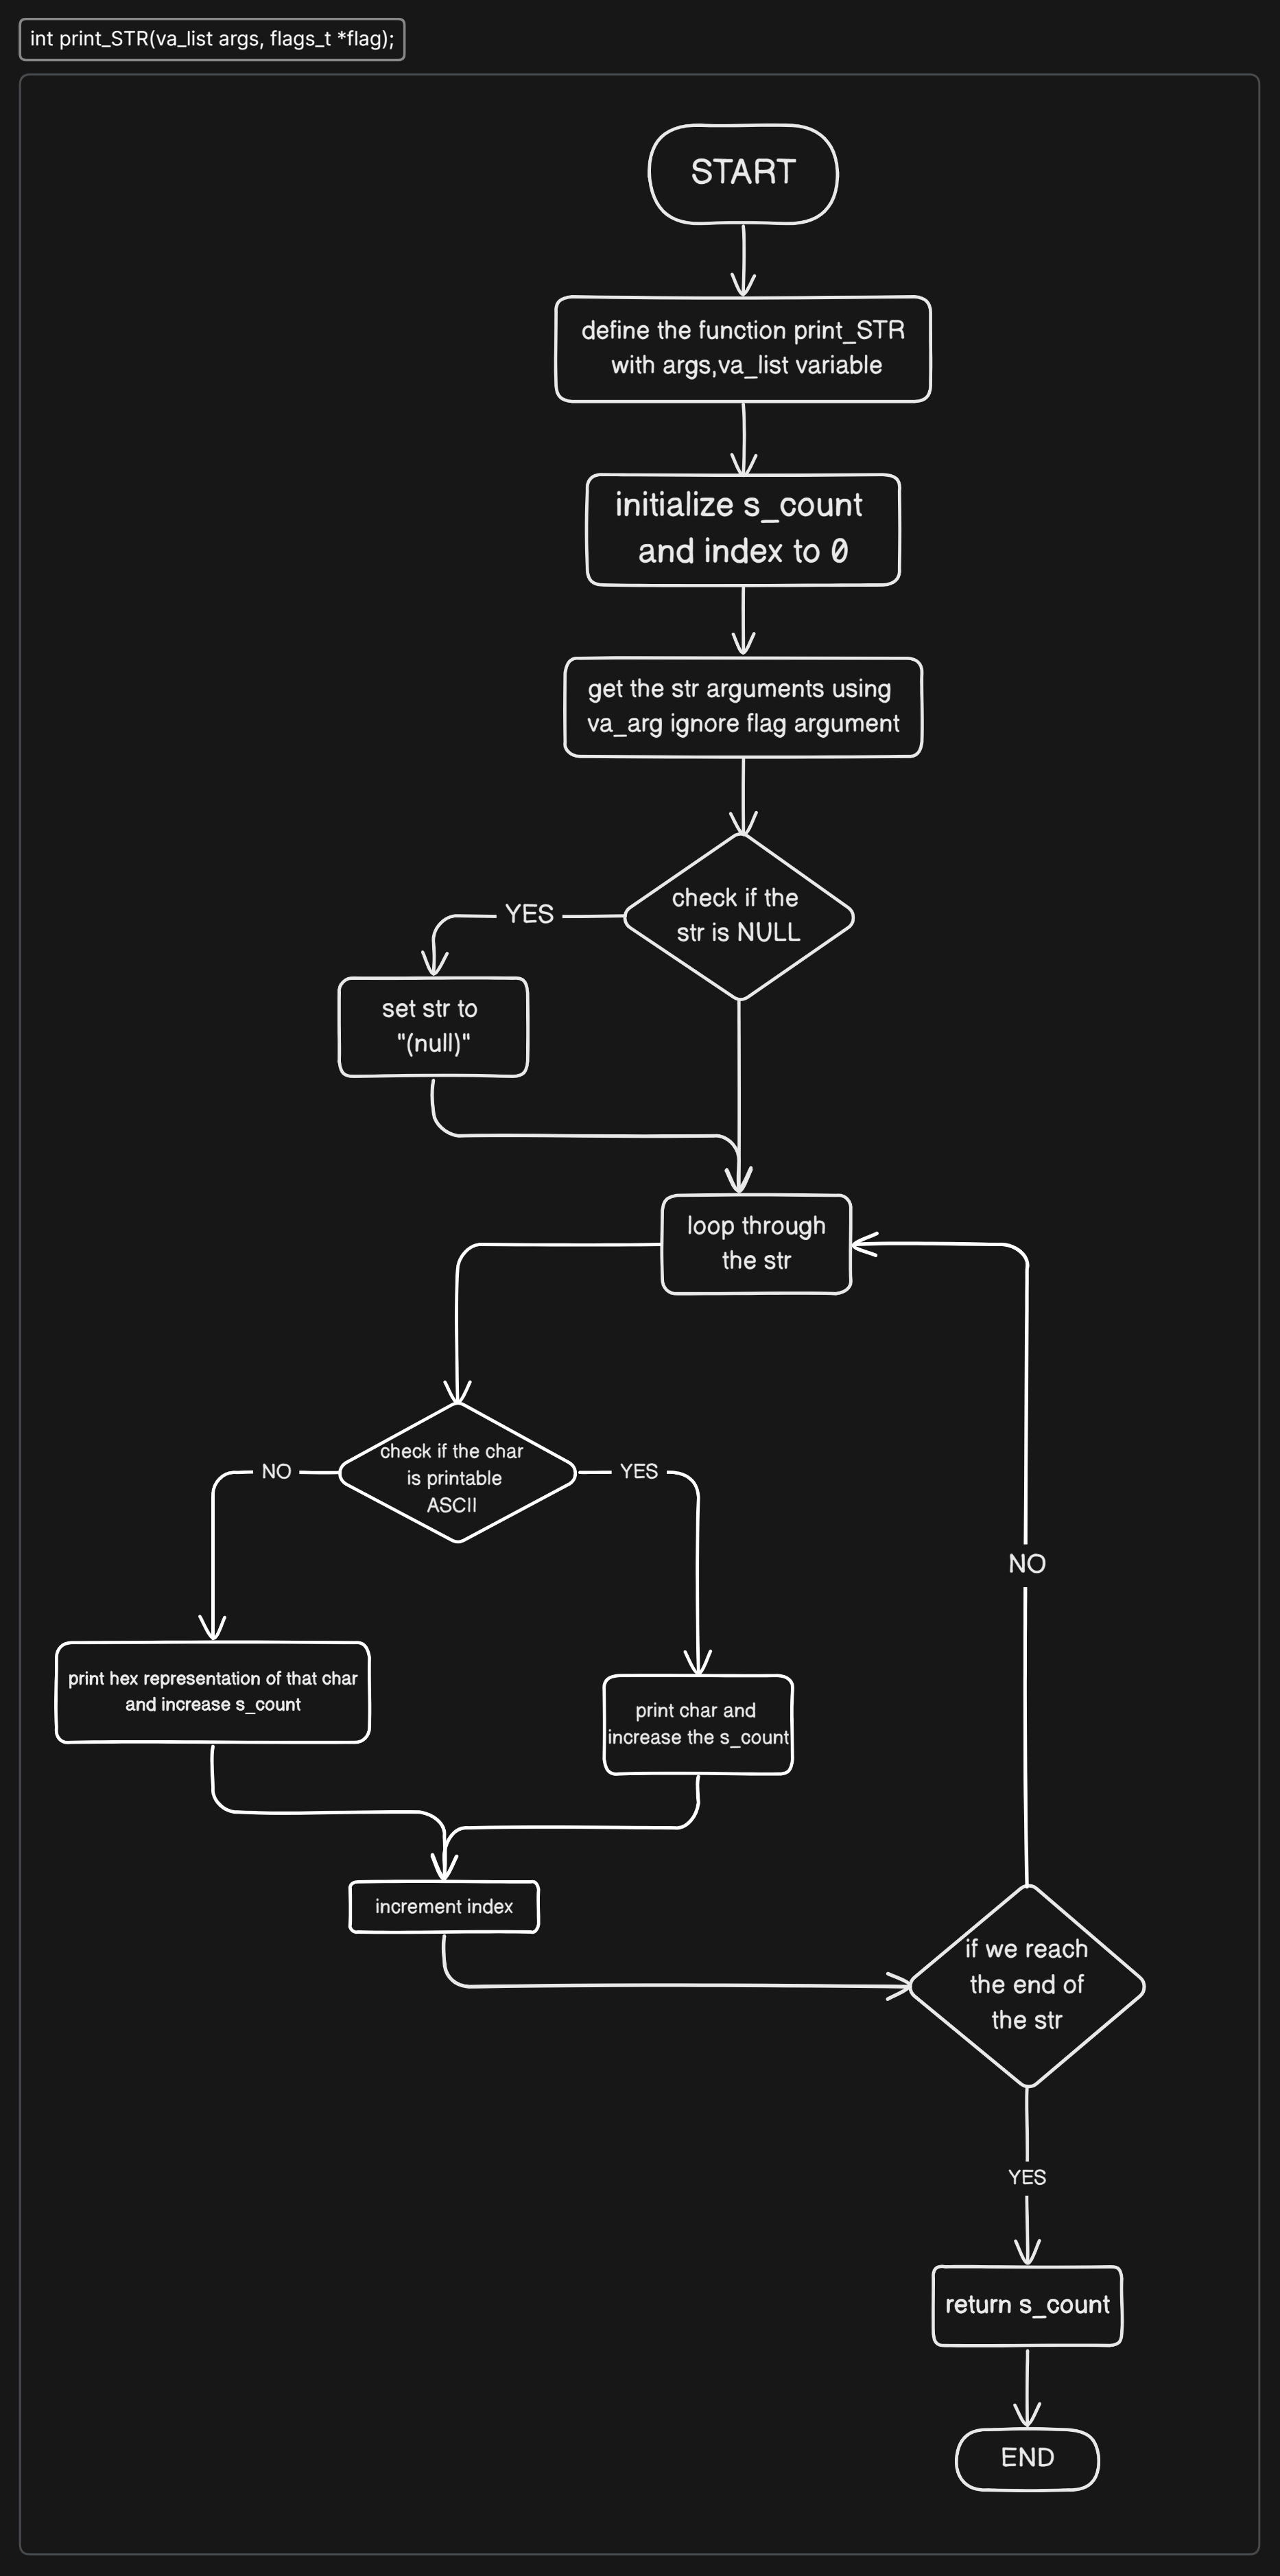 int print_STR(va_list args, flags_t *flag);
START
define the function print_STR
with args,va_list variable
initialize s_count
and index to 0
get the str arguments using
va_arg ignore flag argument
check if the
str is NULL
YES
set str to
"(null)"
loop through
the str
check if the char
is printable
ASCII
NO
YES
NO
print hex representation of that char
and increase s_count
print char and
increase the s_count
increment index
if we reach
the end of
the str
YES
return s_count
END